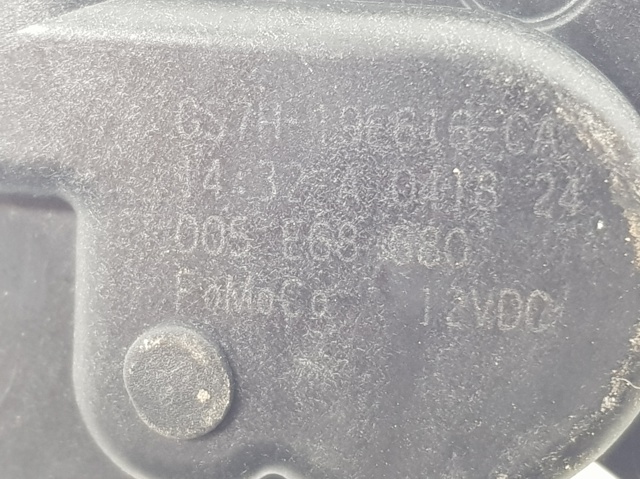 GS7H-19E616-CA
14:32 A 0418 24
005 E68 080
FoMoCo 12VDC